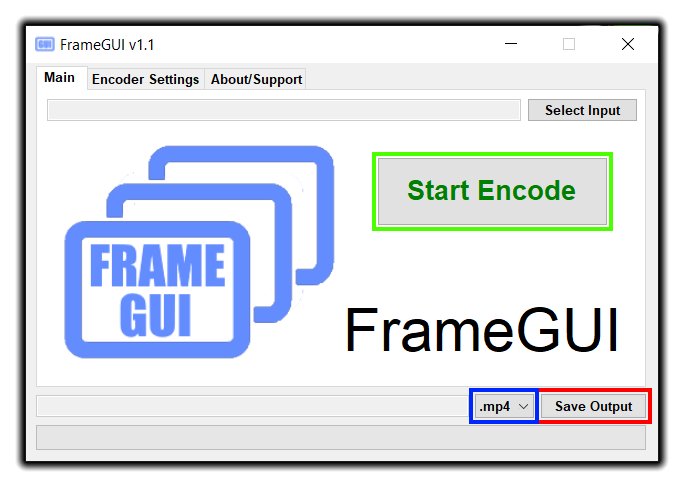 FrameGUI v1.1
Main Encoder Settings About/Support
Select Input
Start Encode
FRAME
GUI
FrameGUI
.mp4 Save Output